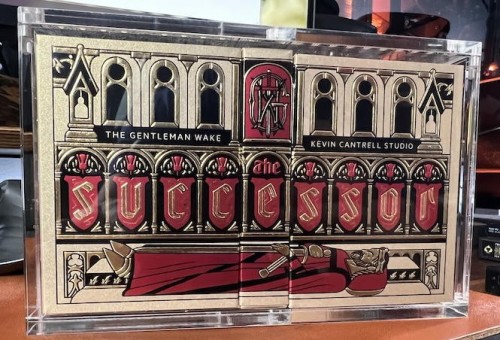 THE GENTLEMAN WAKE
KEVIN CANTRELL STUDIO
the
Successor